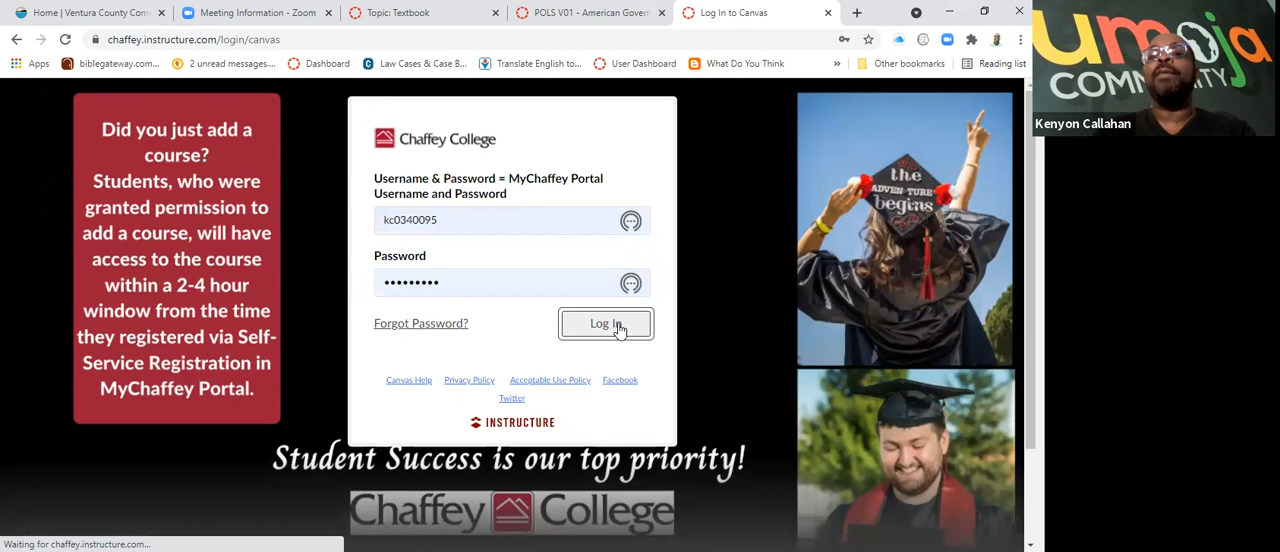 Home | Ventura County Com
Meeting Information - Zoom
Topic: Textbook
POLS V01 - American Govern
Log In to Canvas
chaffey.instructure.com/login/canvas
Apps
biblegateway.com
2 unread messages....
Dashboard
Law Cases & Case B...
Translate English to...
User Dashboard
What Do You Think
»
Other bookmarks
Reading list
umoja
COMMUNITY
Kenyon Callahan
Did you just add a
course?
Students, who were
granted permission to
add a course, will have
access to the course
within a 2-4 hour
window from the time
they registered via Self-
Service Registration in
MyChaffey Portal.
Chaffey College
Username & Password = MyChaffey Portal
Username and Password
kc0340095
Password
•••••••••
Forgot Password?
Log In
Canvas Help
Privacy Policy
Acceptable Use Policy
Facebook
Twitter
INSTRUCTURE
the
ADVENTURE
begins
Student Success is our top priority!
Chaffey College
Waiting for chaffey.instructure.com...